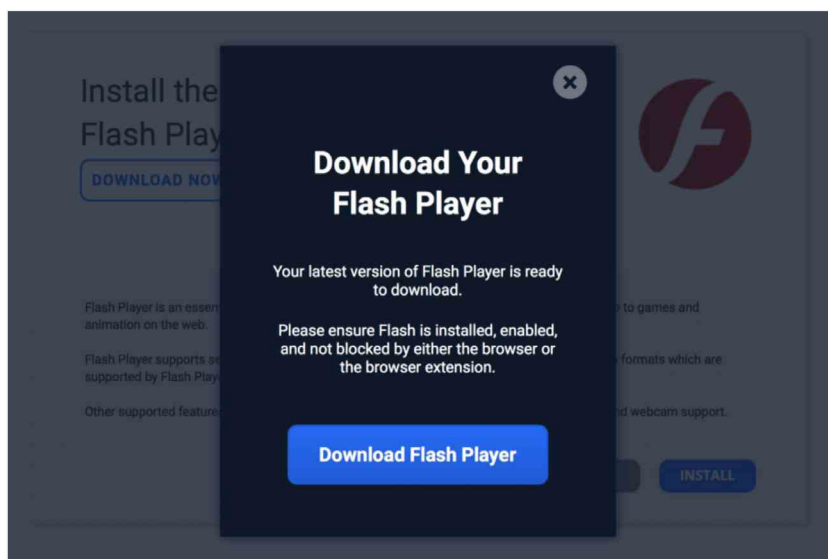 Install the
Flash Play
DOWNLOAD NOW
Download Your
Flash Player
Your latest version of Flash Player is ready
to download.
Please ensure Flash is installed, enabled,
and not blocked by either the browser or
the browser extension.
Download Flash Player
Flash Player is an essen
to games and
animation on the web.
Flash Player supports se
formats which are
supported by Flash Play
Other supported feature
nd webcam support.
INSTALL